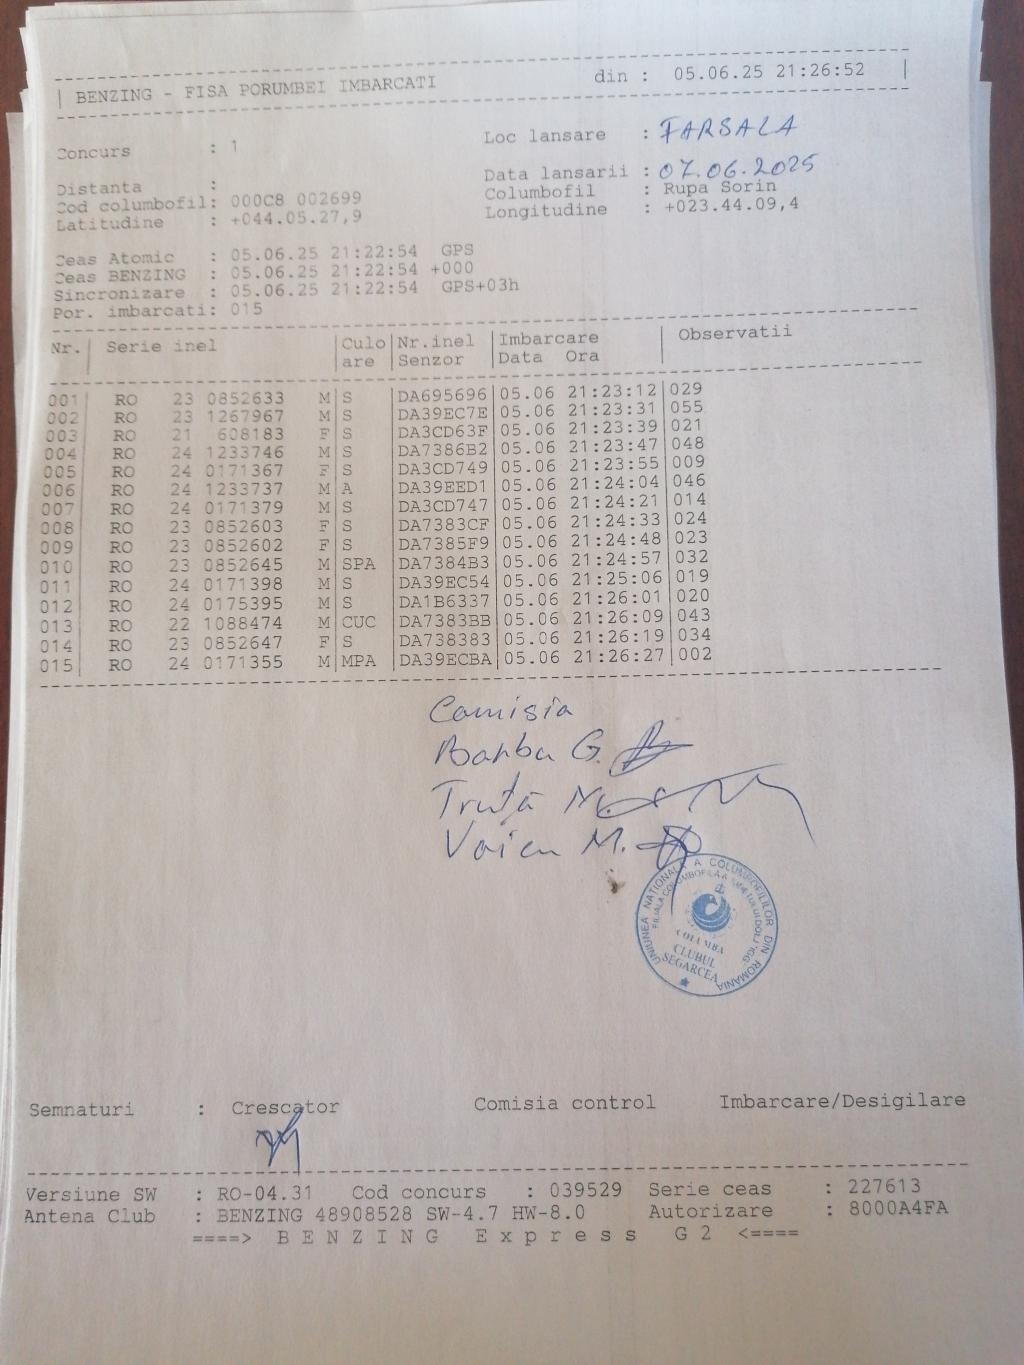 | BENZING - FISA PORUMBEI IMBARCATI din : 05.06.25 21:26:52 |
Concurs : 1 Loc lansare : FARSALA
Distanta : Data lansarii : 07.06.2025
Cod columbofil: 000C8 002699 Columbofil : Rupa Sorin
Latitudine : +044.05.27,9 Longitudine : +023.44.09,4
Ceas Atomic : 05.06.25 21:22:54 GPS
Ceas BENZING : 05.06.25 21:22:54 +000
Sincronizare : 05.06.25 21:22:54 GPS+03h
Por. imbarcati: 015
Nr.| Serie inel |Culo|Nr.inel|Imbarcare | Observatii
| |are |Senzor |Data Ora |
001| RO 23 0852633 M|S |DA695696|05.06 21:23:12|029
002| RO 23 1267967 M|S |DA39EC7E|05.06 21:23:31|055
003| RO 21 608183 F|S |DA3CD63F|05.06 21:23:39|021
004| RO 24 1233746 M|S |DA7386B2|05.06 21:23:47|048
005| RO 24 0171367 F|S |DA3CD749|05.06 21:23:55|009
006| RO 24 1233737 M|A |DA39EED1|05.06 21:24:04|046
007| RO 24 0171379 M|S |DA3CD747|05.06 21:24:21|014
008| RO 23 0852603 F|S |DA7383CF|05.06 21:24:33|024
009| RO 23 0852602 F|S |DA7385F9|05.06 21:24:48|023
010| RO 23 0852645 M|SPA |DA7384B3|05.06 21:24:57|032
011| RO 24 0171398 M|S |DA39EC54|05.06 21:25:06|019
012| RO 24 0175395 M|S |DA1B6337|05.06 21:26:01|020
013| RO 22 1088474 M|CUC |DA7383BB|05.06 21:26:09|043
014| RO 23 0852647 F|S |DA738383|05.06 21:26:19|034
015| RO 24 0171355 M|MPA |DA39ECBA|05.06 21:26:27|002
Comisia
Barbu G.
Truță N.
Voicu M.
UNIUNEA NATIONALA A COLUMBOFILILOR DIN ROMANIA
FILIALA COLUMBOFILA A
COLUMBA
CLUBUL
SEGARCEA
Semnaturi : Crescator Comisia control Imbarcare/Desigilare
Versiune SW : RO-04.31 Cod concurs : 039529 Serie ceas : 227613
Antena Club : BENZING 48908528 SW-4.7 HW-8.0 Autorizare : 8000A4FA
====> B E N Z I N G E x p r e s s G 2 <====